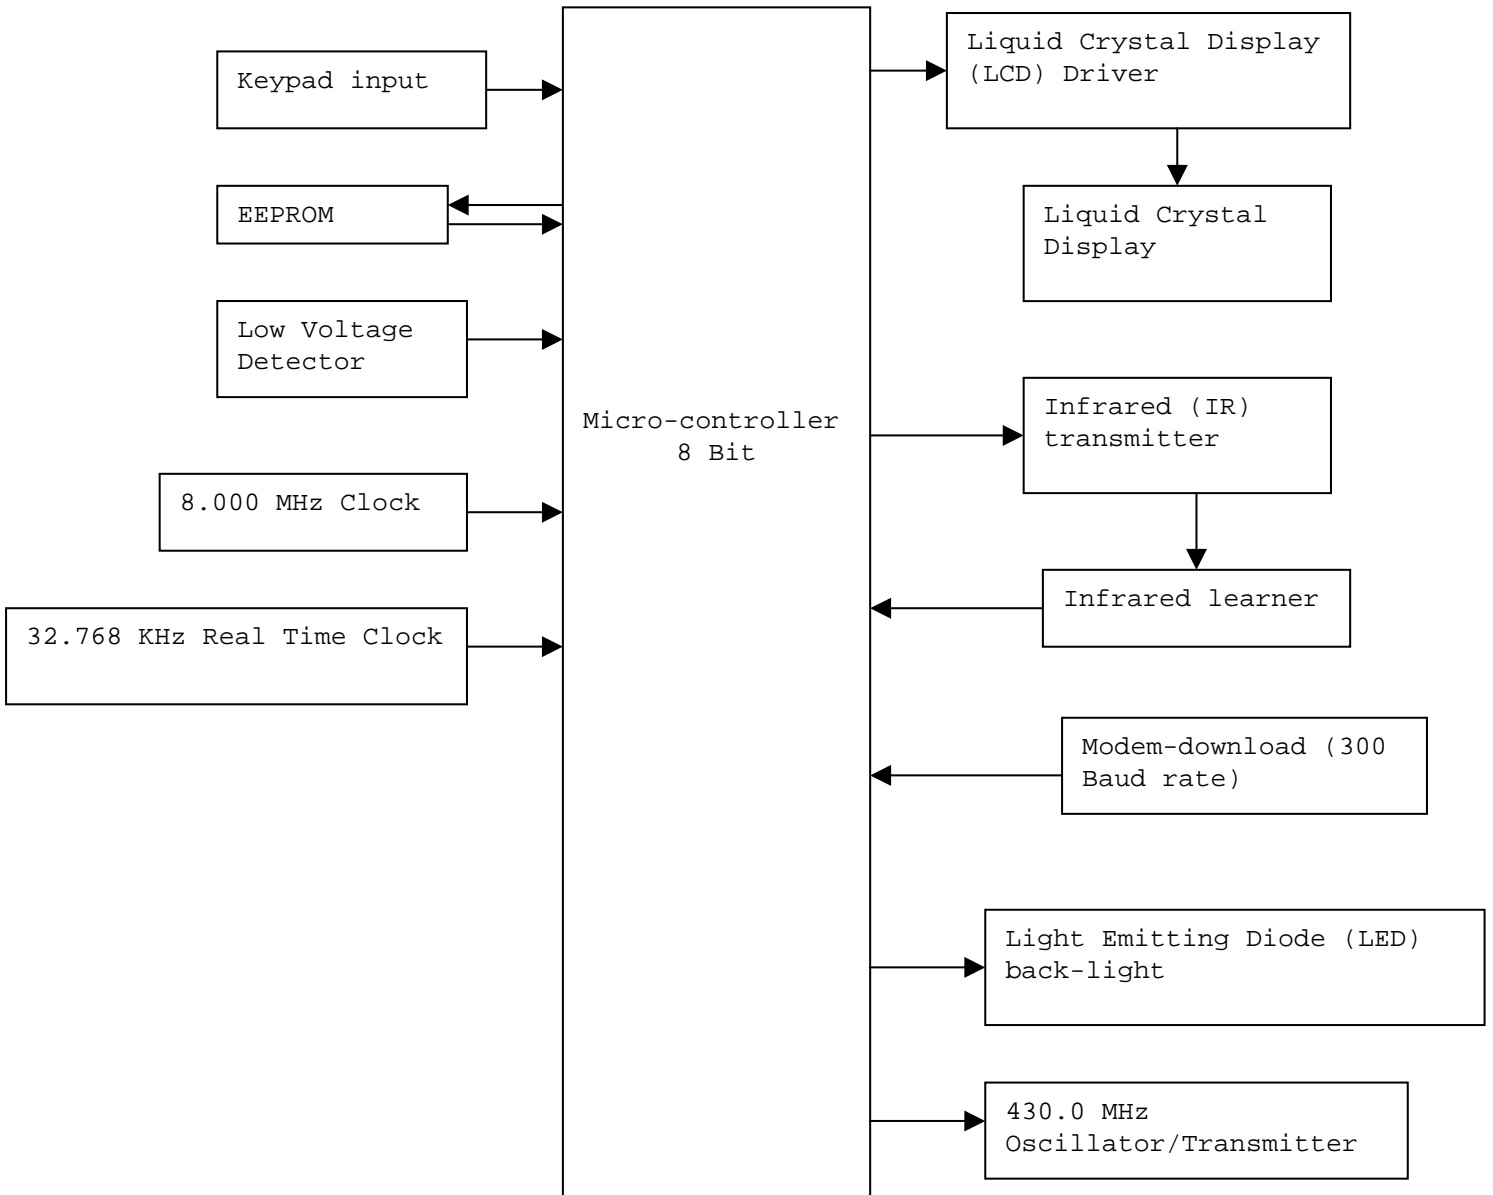 Keypad input
EEPROM
Low Voltage
Detector
8.000 MHz Clock
32.768 KHz Real Time Clock
Micro-controller
8 Bit
Liquid Crystal Display
(LCD) Driver
Liquid Crystal
Display
Infrared (IR)
transmitter
Infrared learner
Modem-download (300
Baud rate)
Light Emitting Diode (LED)
back-light
430.0 MHz
Oscillator/Transmitter